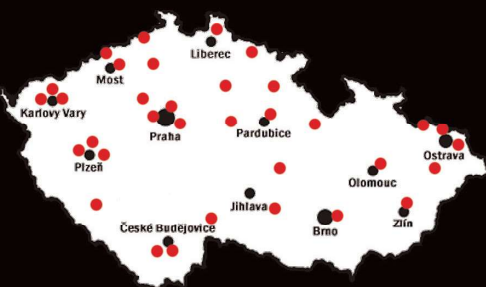 Liberec
Most
Karlovy Vary
Praha
Pardubice
Ostrava
Plzeň
Olomouc
Jihlava
České Budějovice
Brno
Zlín